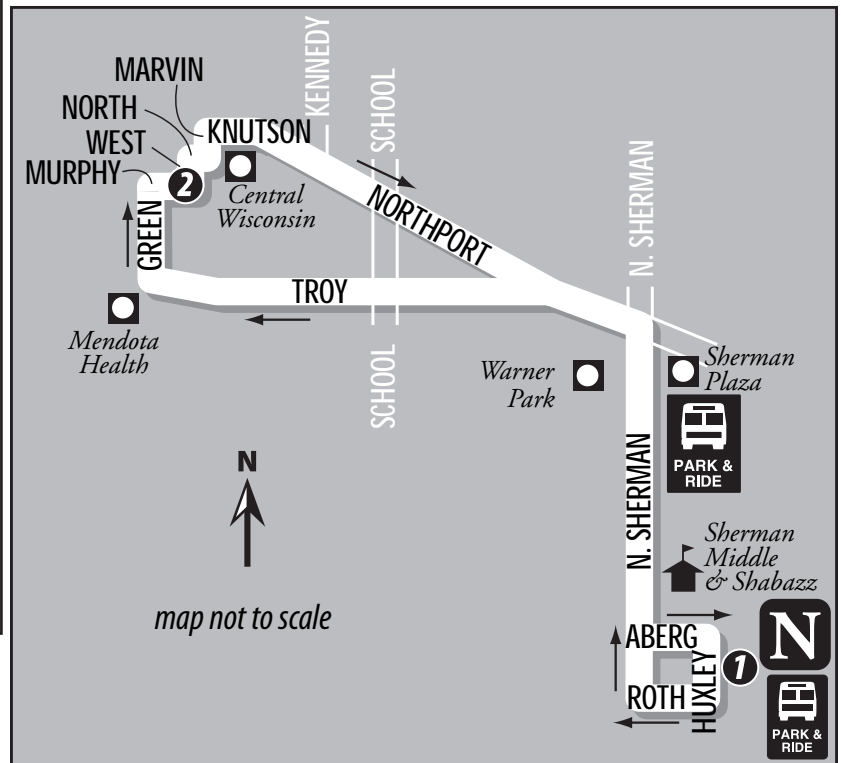 MARVIN
NORTH
WEST
MURPHY
KNUTSON
KENNEDY
SCHOOL
2
Central
Wisconsin
GREEN
NORTHPORT
N. SHERMAN
TROY
Mendota
Health
SCHOOL
Warner
Park
Sherman
Plaza
PARK &
RIDE
N
N. SHERMAN
Sherman
Middle
& Shabazz
map not to scale
ABERG
HUXLEY
1
N
ROTH
PARK &
RIDE